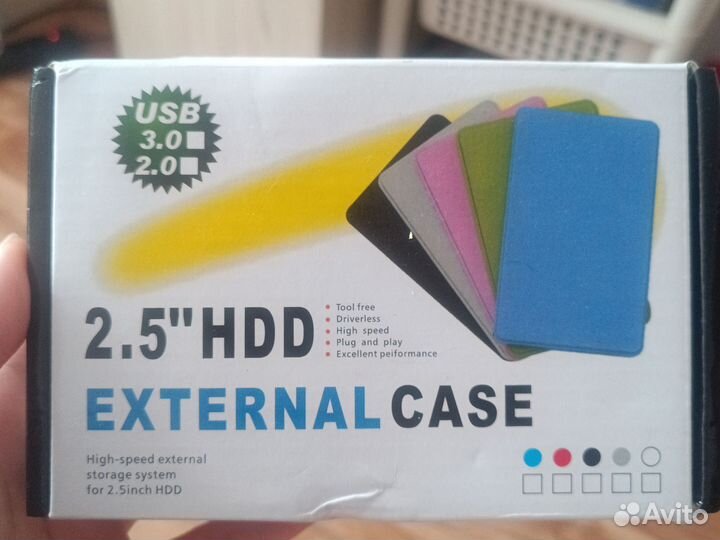 USB
3.0
2.0
2.5" HDD
Tool free
Driverless
High speed
Plug and play
Excellent peiformance
EXTERNAL CASE
High-speed external
storage system
for 2.5inch HDD
Avito